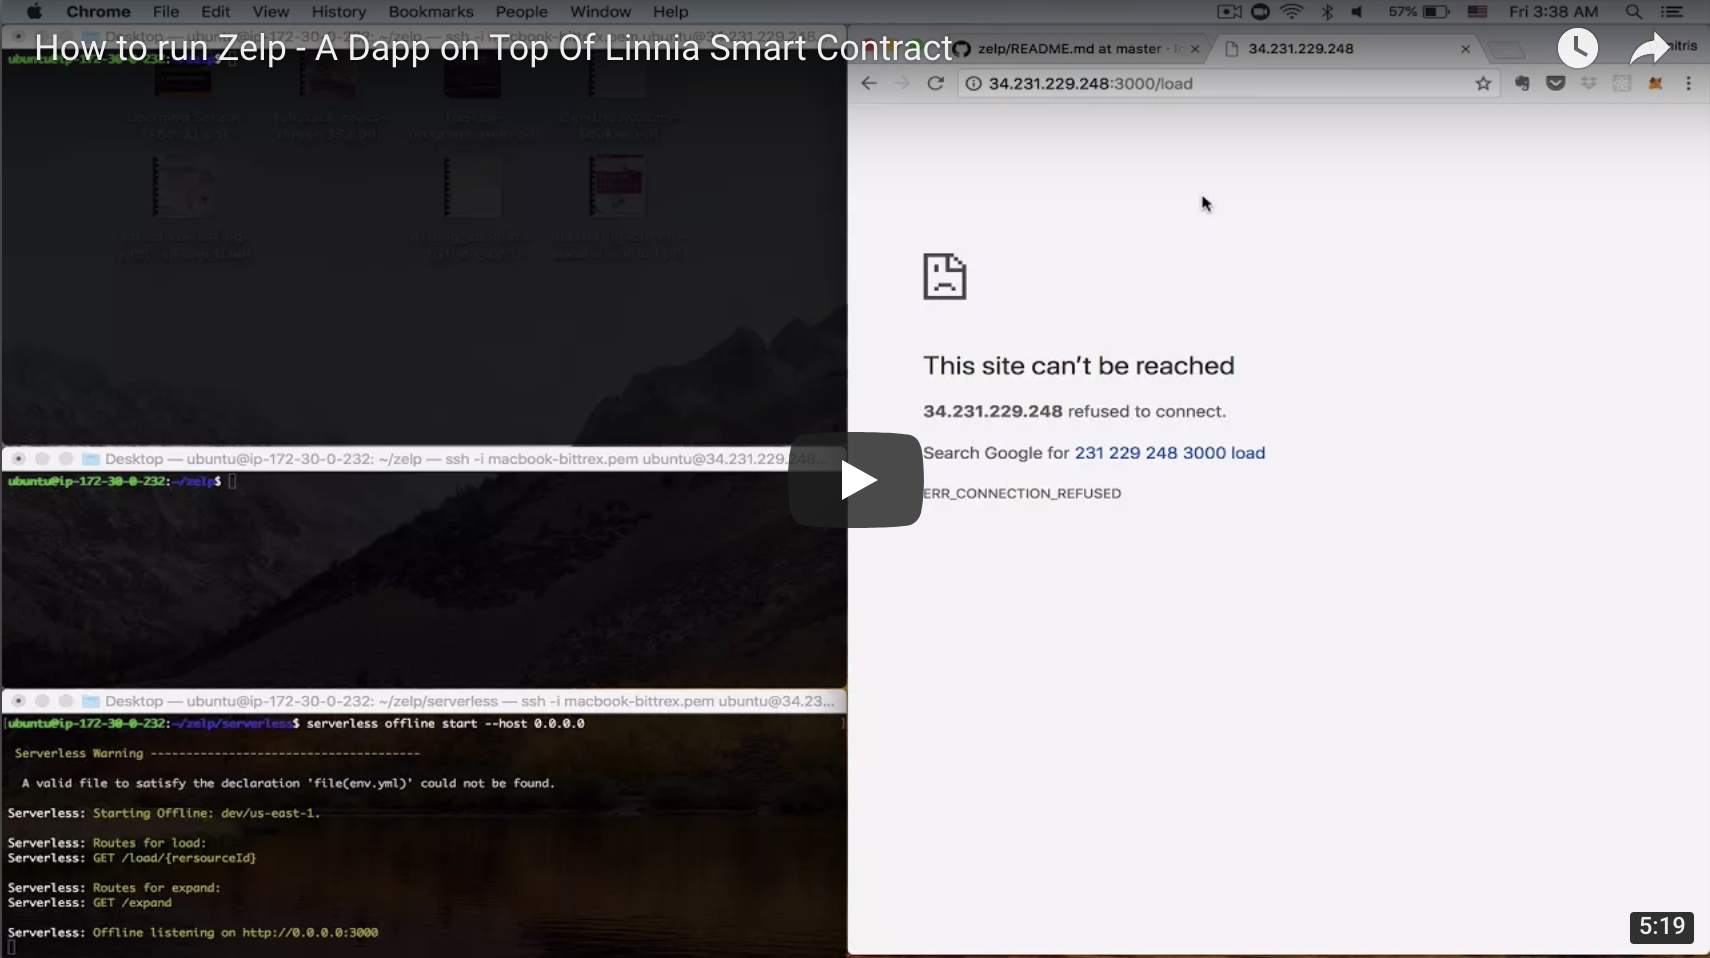 Chrome File Edit View History Bookmarks People Window Help 57% Fri 3:38 AM
How to run Zelp - A Dapp on Top Of Linnia Smart Contract
ubuntu@ip-172-30-0-232:~/zelp$
zelp/README.md at master ·
34.231.229.248
34.231.229.248:3000/load
This site can’t be reached
34.231.229.248 refused to connect.
Search Google for 231 229 248 3000 load
ERR_CONNECTION_REFUSED
Desktop — ubuntu@ip-172-30-0-232: ~/zelp — ssh -i macbook-bittrex.pem ubuntu@34.231.229.248...
ubuntu@ip-172-30-0-232:~/zelp$
Desktop — ubuntu@ip-172-30-0-232: ~/zelp/serverless — ssh -i macbook-bittrex.pem ubuntu@34.23...
ubuntu@ip-172-30-0-232:~/zelp/serverless$ serverless offline start --host 0.0.0.0
Serverless Warning --------------------------------------
A valid file to satisfy the declaration 'file(env.yml)' could not be found.
Serverless: Starting Offline: dev/us-east-1.
Serverless: Routes for load:
Serverless: GET /load/{rersourceId}
Serverless: Routes for expand:
Serverless: GET /expand
Serverless: Offline listening on http://0.0.0.0:3000
5:19